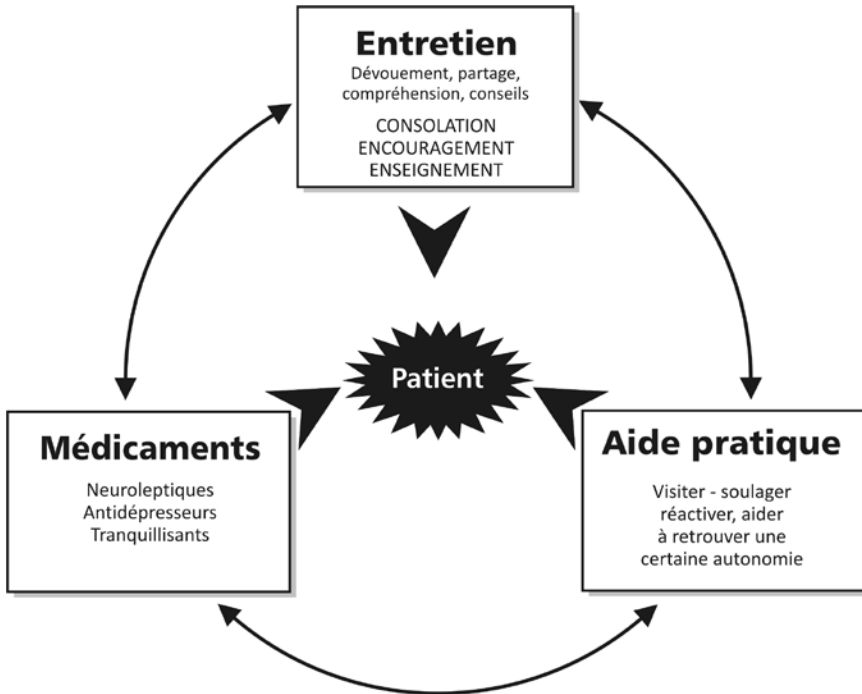 Entretien
Dévouement, partage,
compréhension, conseils
CONSOLATION
ENCOURAGEMENT
ENSEIGNEMENT
Patient
Médicaments
Neuroleptiques
Antidépresseurs
Tranquillisants
Aide pratique
Visiter - soulager
réactiver, aider
à retrouver une
certaine autonomie